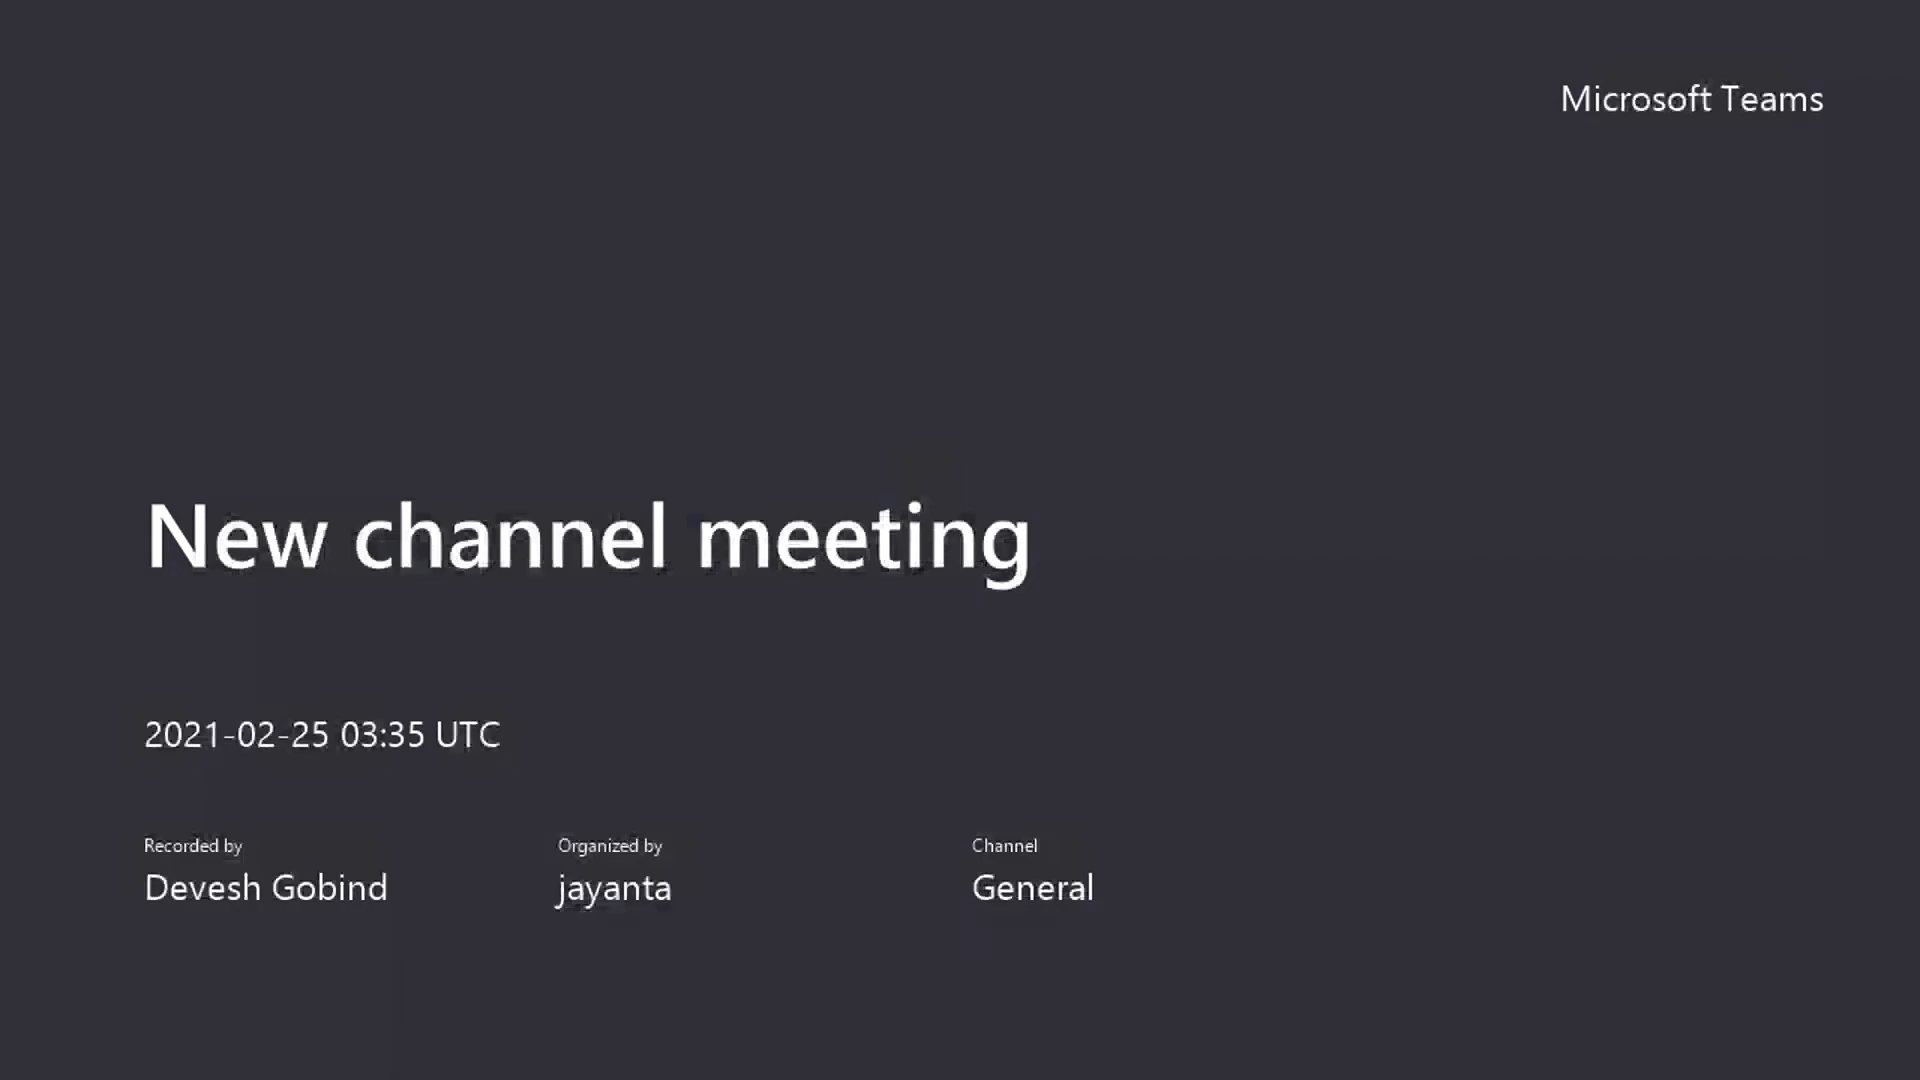 Microsoft Teams
New channel meeting
2021-02-25 03:35 UTC
Recorded by
Devesh Gobind
Organized by
jayanta
Channel
General